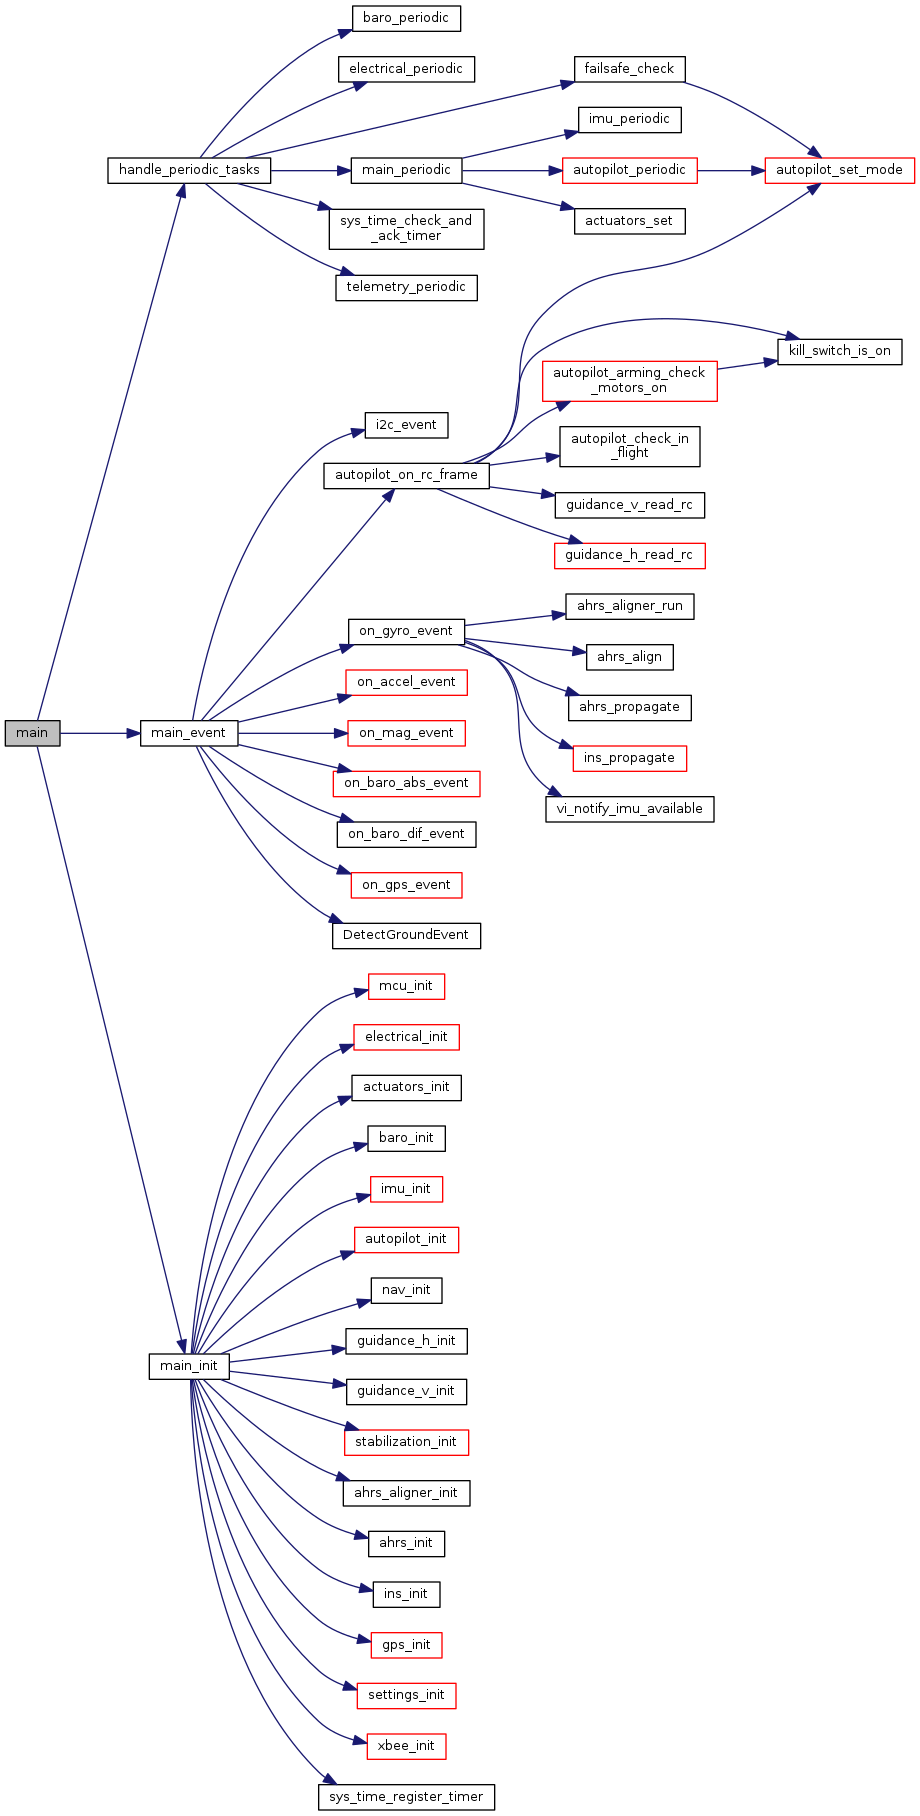 baro_periodic
electrical_periodic
failsafe_check
imu_periodic
handle_periodic_tasks
main_periodic
autopilot_periodic
autopilot_set_mode
sys_time_check_and
_ack_timer
actuators_set
telemetry_periodic
kill_switch_is_on
autopilot_arming_check
_motors_on
i2c_event
autopilot_check_in
_flight
autopilot_on_rc_frame
guidance_v_read_rc
guidance_h_read_rc
ahrs_aligner_run
on_gyro_event
ahrs_align
on_accel_event
ahrs_propagate
main
main_event
on_mag_event
ins_propagate
on_baro_abs_event
vi_notify_imu_available
on_baro_dif_event
on_gps_event
DetectGroundEvent
mcu_init
electrical_init
actuators_init
baro_init
imu_init
autopilot_init
nav_init
guidance_h_init
main_init
guidance_v_init
stabilization_init
ahrs_aligner_init
ahrs_init
ins_init
gps_init
settings_init
xbee_init
sys_time_register_timer